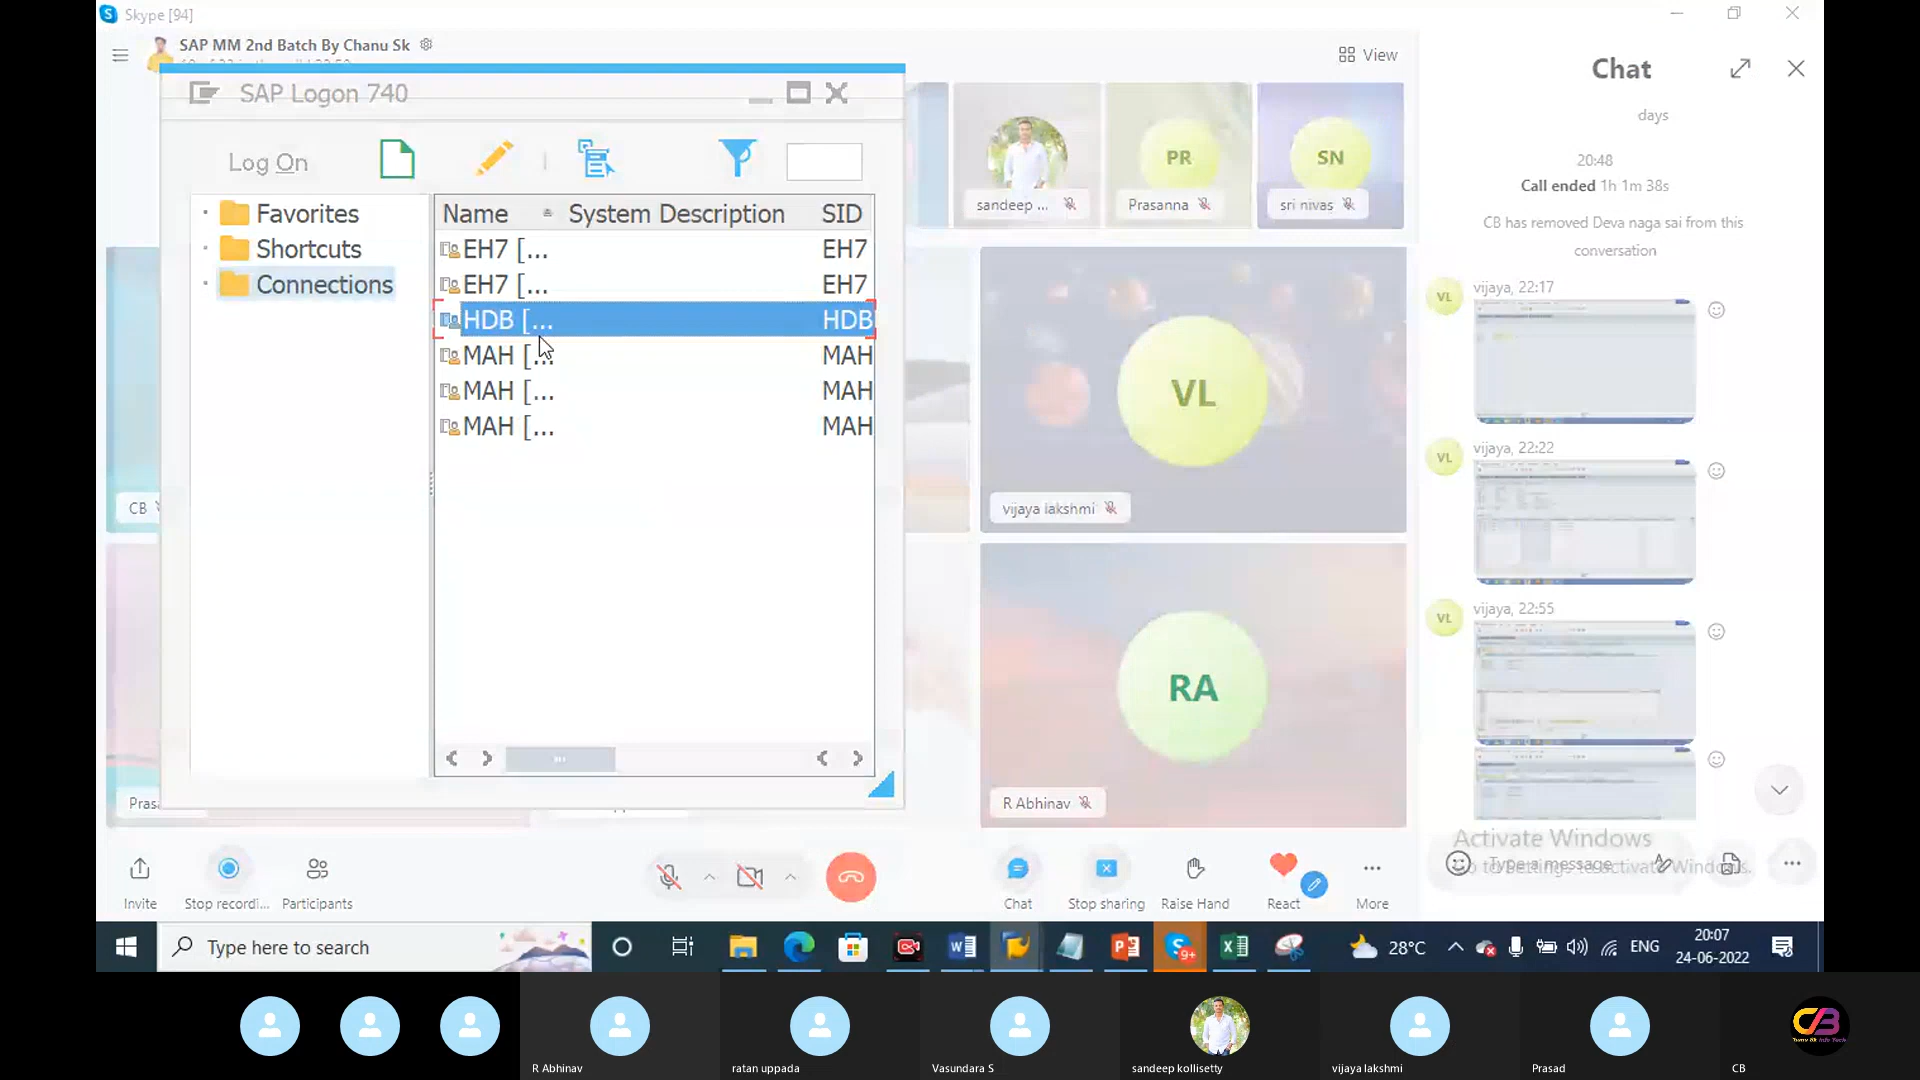 Skype [94]
SAP MM 2nd Batch By Chanu Sk
View
Chat
SAP Logon 740
Log On
Favorites
Shortcuts
Connections
Name
System Description
SID
EH7 [...
EH7
EH7 [...
EH7
HDB [...
HDB
MAH [...
MAH
MAH [...
MAH
MAH [...
MAH
sandeep ...
PR
Prasanna
SN
sri nivas
CB
VL
vijaya lakshmi
Pras
RA
R Abhinav
days
20:48
Call ended 1h 1m 38s
CB has removed Deva naga sai from this
conversation
VL
vijaya, 22:17
VL
vijaya, 22:22
VL
vijaya, 22:55
Activate Windows
Type a message
Invite
Stop recordi...
Participants
Chat
Stop sharing
Raise Hand
React
More
Type here to search
9+
28°C
ENG
20:07
24-06-2022
R Abhinav
ratan uppada
Vasundara S
sandeep kollisetty
vijaya lakshmi
Prasad
CB